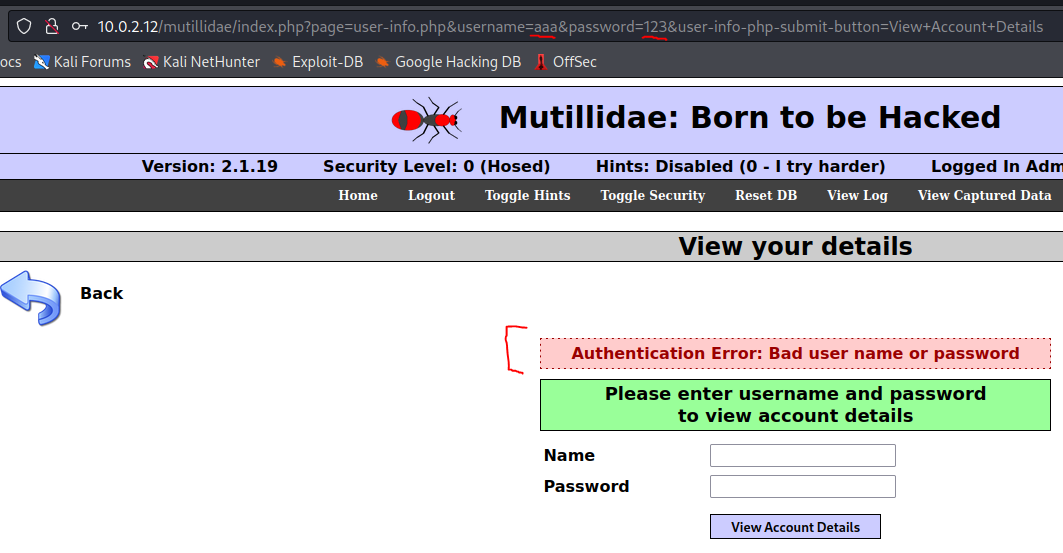 10.0.2.12/mutillidae/index.php?page=user-info.php&username=aaa&password=123&user-info-php-submit-button=View+Account+Details
ocs Kali Forums Kali NetHunter Exploit-DB Google Hacking DB OffSec
Mutillidae: Born to be Hacked
Version: 2.1.19 Security Level: 0 (Hosed) Hints: Disabled (0 - I try harder) Logged In Adm
Home Logout Toggle Hints Toggle Security Reset DB View Log View Captured Data
View your details
Back
Authentication Error: Bad user name or password
Please enter username and password
to view account details
Name
Password
View Account Details